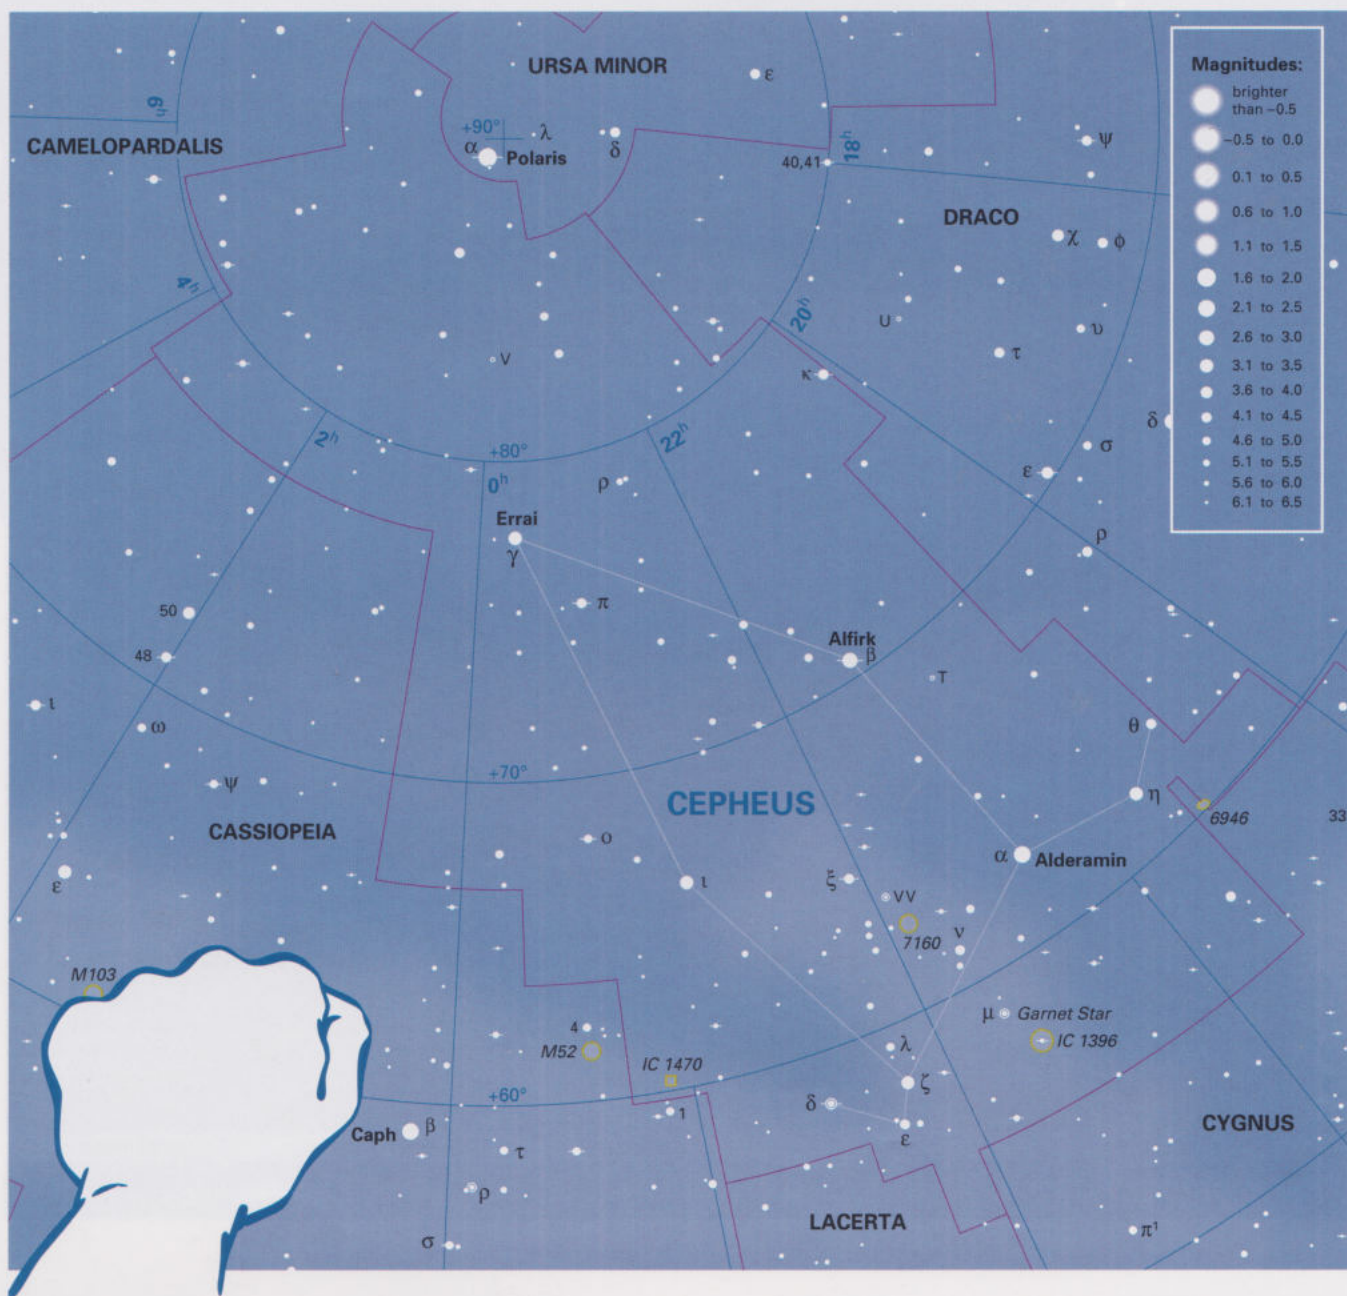 URSA MINOR
ε
Magnitudes:
brighter
than −0.5
−0.5 to 0.0
0.1 to 0.5
0.6 to 1.0
1.1 to 1.5
1.6 to 2.0
2.1 to 2.5
2.6 to 3.0
3.1 to 3.5
3.6 to 4.0
4.1 to 4.5
4.6 to 5.0
5.1 to 5.5
5.6 to 6.0
6.1 to 6.5
6h
CAMELOPARDALIS
+90°
λ
α
Polaris
δ
40,41
18h
ψ
DRACO
χ
φ
4h
20h
U
υ
V
τ
κ
2h
22h
δ
σ
+80°
0h
ρ
ε
Errai
γ
ρ
π
50
48
Alfirk
β
T
ι
ω
θ
ψ
+70°
CEPHEUS
η
6946
33
CASSIOPEIA
ο
α
Alderamin
ε
ι
ξ
VV
7160
ν
M103
μ
Garnet Star
4
M52
IC 1396
λ
IC 1470
ζ
+60°
δ
1
ε
Caph
β
CYGNUS
τ
ρ
LACERTA
π1
σ